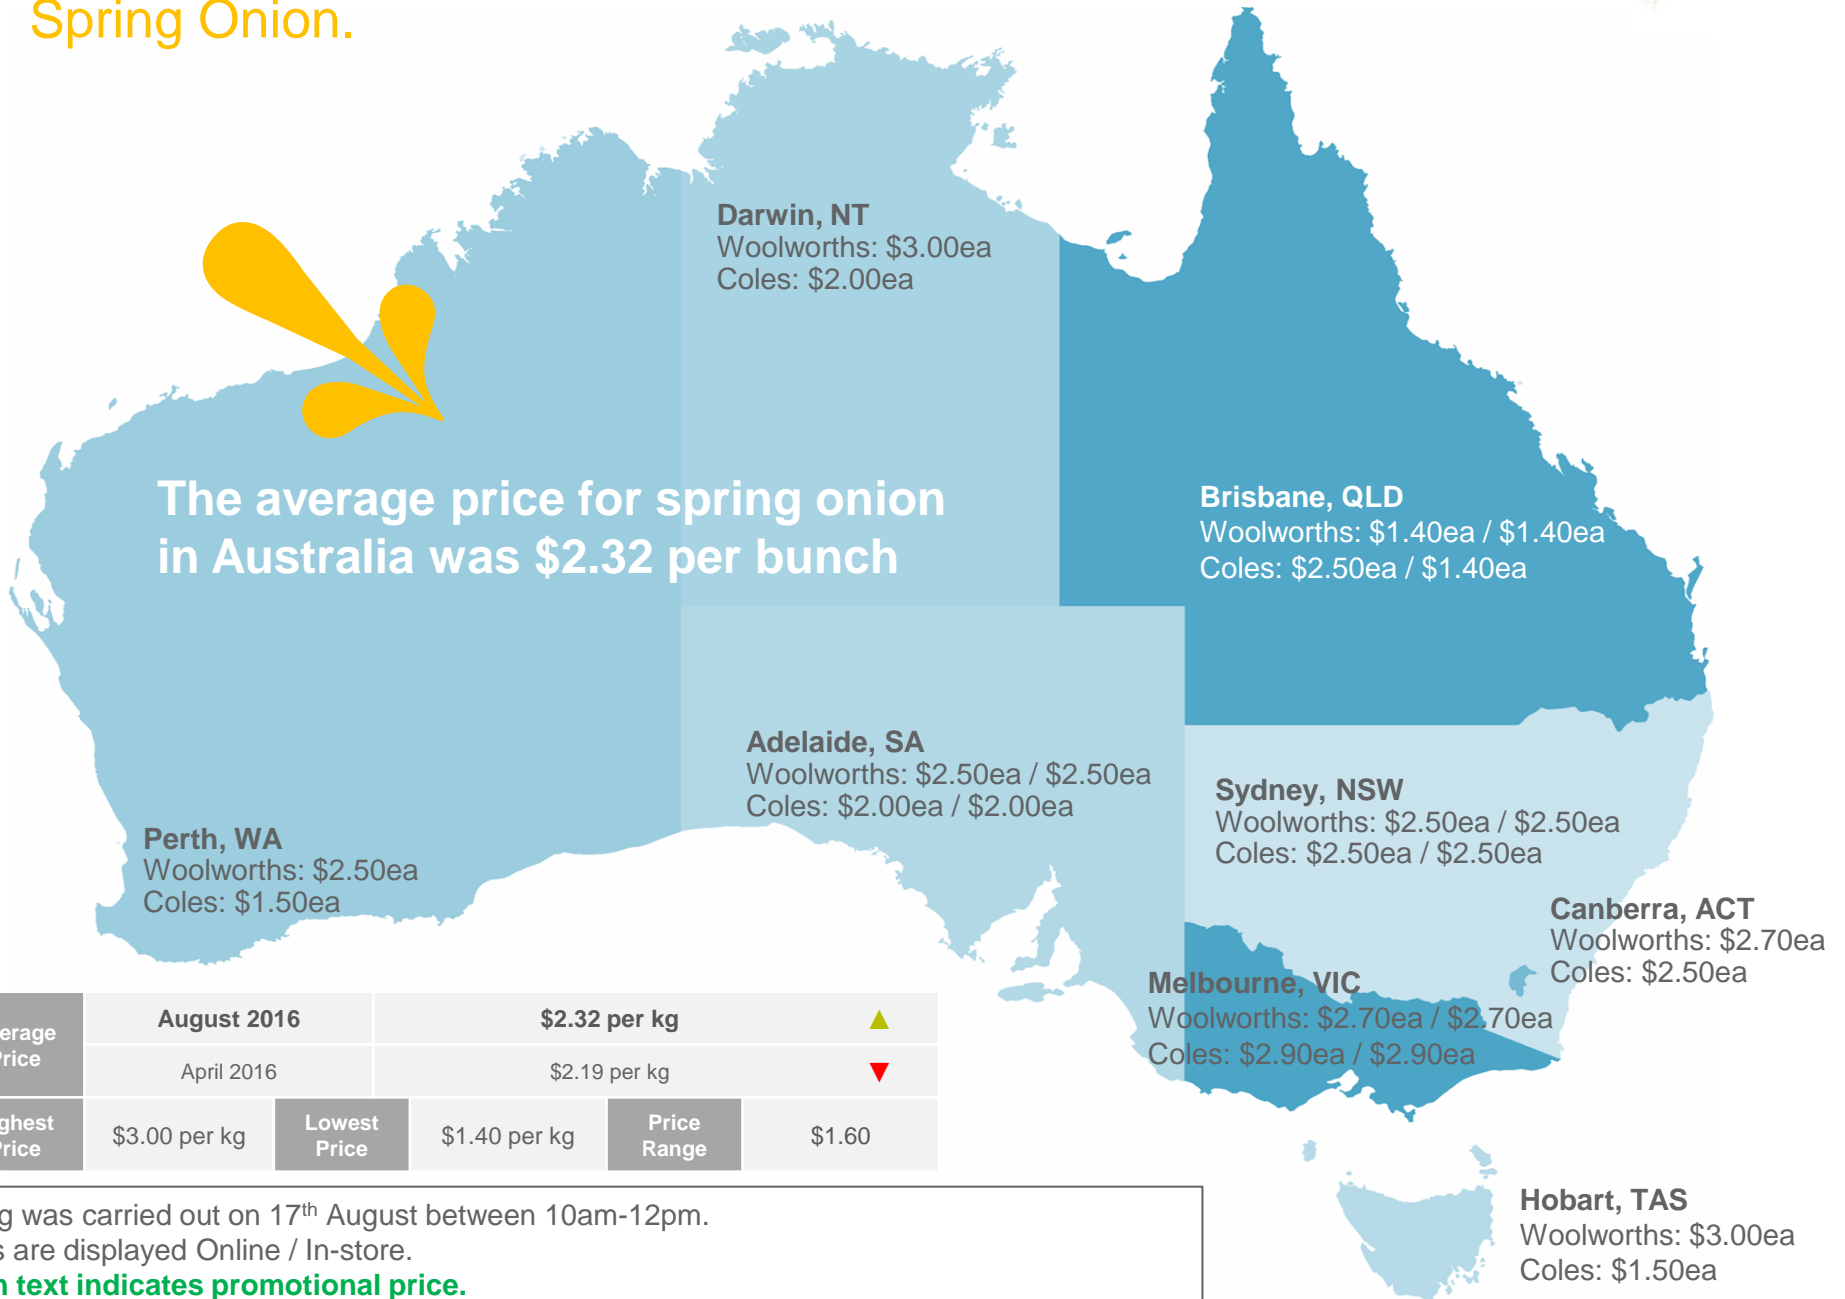 Spring Onion.
Darwin, NT
Woolworths: $3.00ea
Coles: $2.00ea
The average price for spring onion
in Australia was $2.32 per bunch
Brisbane, QLD
Woolworths: $1.40ea / $1.40ea
Coles: $2.50ea / $1.40ea
Adelaide, SA
Woolworths: $2.50ea / $2.50ea
Coles: $2.00ea / $2.00ea
Sydney, NSW
Woolworths: $2.50ea / $2.50ea
Coles: $2.50ea / $2.50ea
Perth, WA
Woolworths: $2.50ea
Coles: $1.50ea
Canberra, ACT
Woolworths: $2.70ea
Coles: $2.50ea
Melbourne, VIC
Woolworths: $2.70ea / $2.70ea
Coles: $2.90ea / $2.90ea
August 2016 $2.32 per kg ▲
April 2016 $2.19 per kg ▼
$3.00 per kg Lowest Price $1.40 per kg Price Range $1.60
was carried out on 17th August between 10am-12pm.
are displayed Online / In-store.
text indicates promotional price.
Hobart, TAS
Woolworths: $3.00ea
Coles: $1.50ea